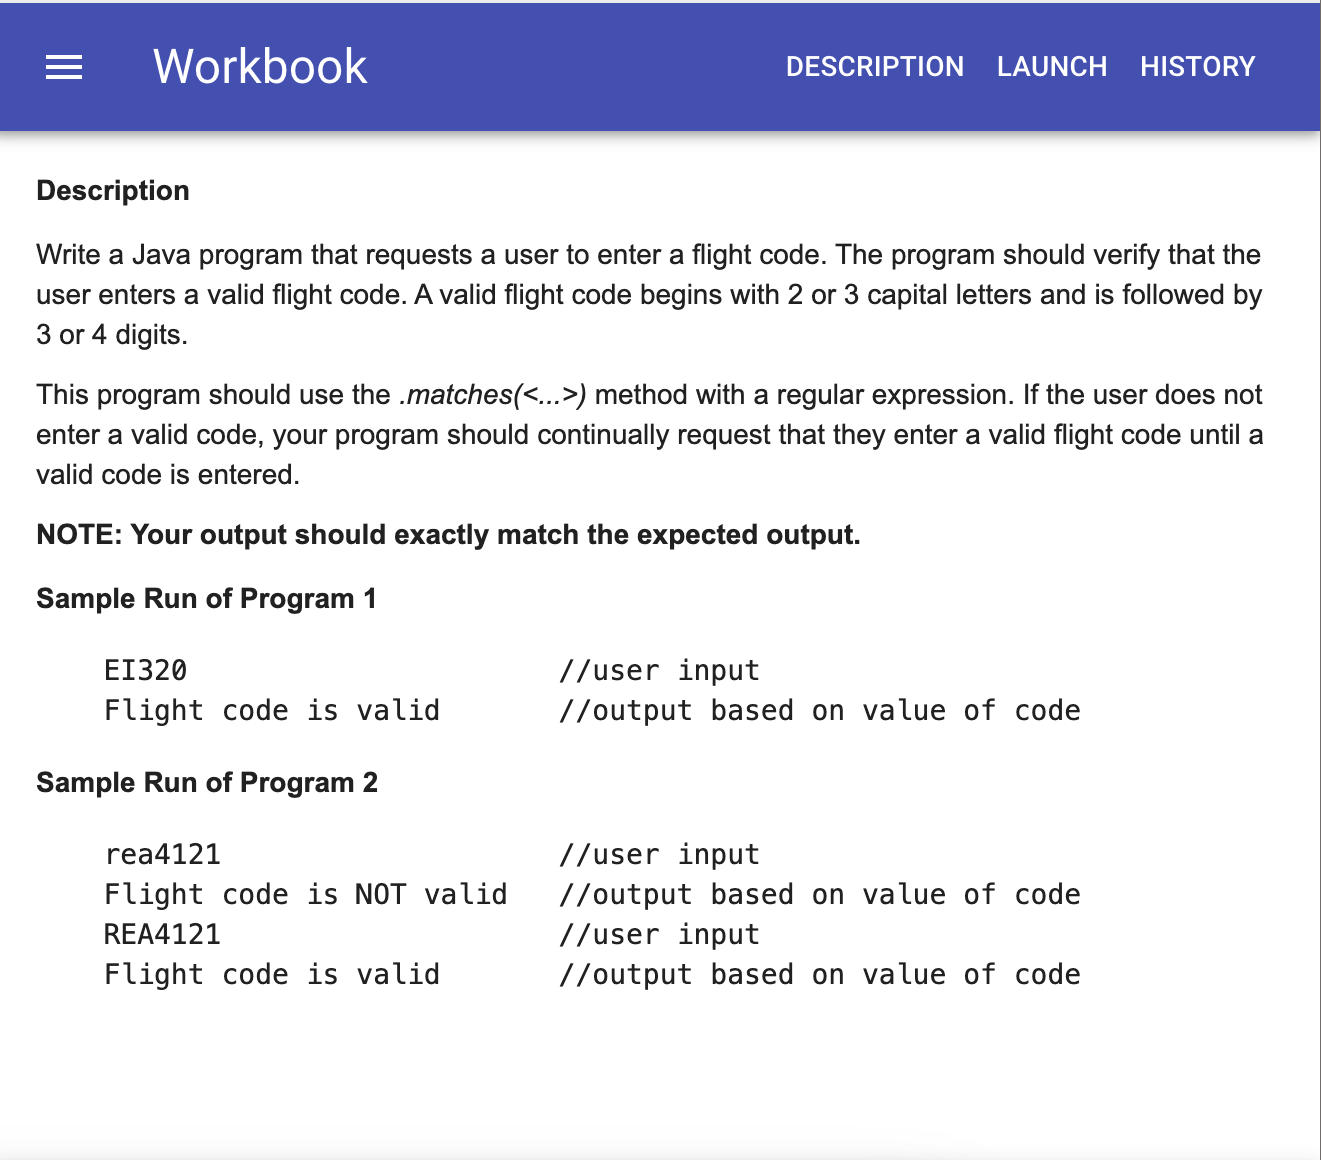 Workbook
DESCRIPTION LAUNCH HISTORY
Description
Write a Java program that requests a user to enter a flight code. The program should verify that the
user enters a valid flight code. A valid flight code begins with 2 or 3 capital letters and is followed by
3 or 4 digits.
This program should use the .matches(<...>) method with a regular expression. If the user does not
enter a valid code, your program should continually request that they enter a valid flight code until a
valid code is entered.
NOTE: Your output should exactly match the expected output.
Sample Run of Program 1
EI320 //user input
Flight code is valid //output based on value of code
Sample Run of Program 2
rea4121 //user input
Flight code is NOT valid //output based on value of code
REA4121 //user input
Flight code is valid //output based on value of code